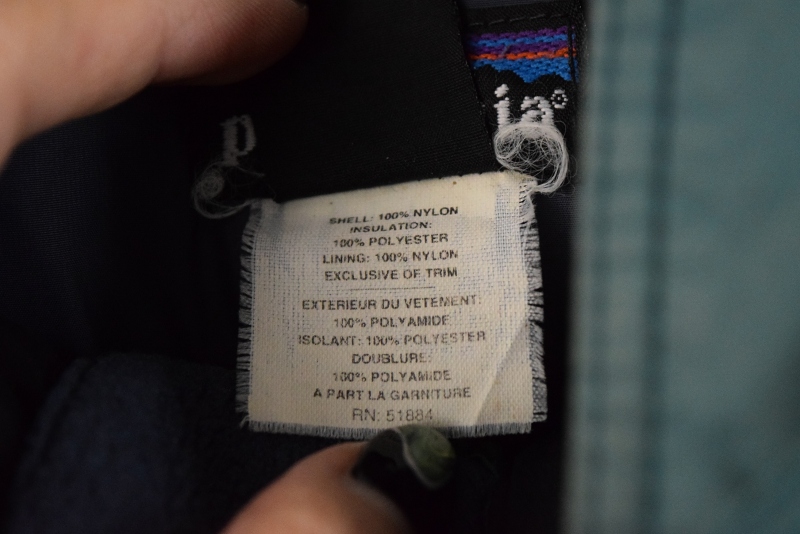 p
ia®
SHELL: 100% NYLON
INSULATION:
100% POLYESTER
LINING: 100% NYLON
EXCLUSIVE OF TRIM
EXTERIEUR DU VETEMENT:
100% POLYAMIDE
ISOLANT: 100% POLYESTER
DOUBLURE:
100% POLYAMIDE
A PART LA GARNITURE
RN: 51884